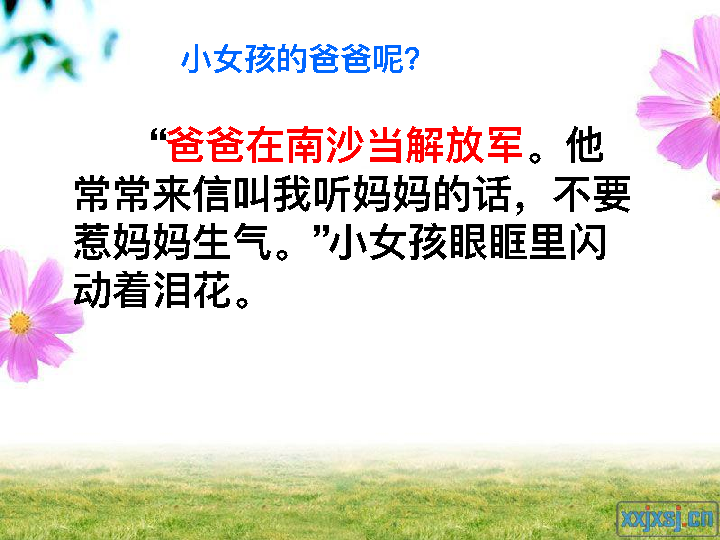 小女孩的爸爸呢?
“爸爸在南沙当解放军。他
常常来信叫我听妈妈的话，不要
惹妈妈生气。”小女孩眼眶里闪
动着泪花。
xxjxsj.cn